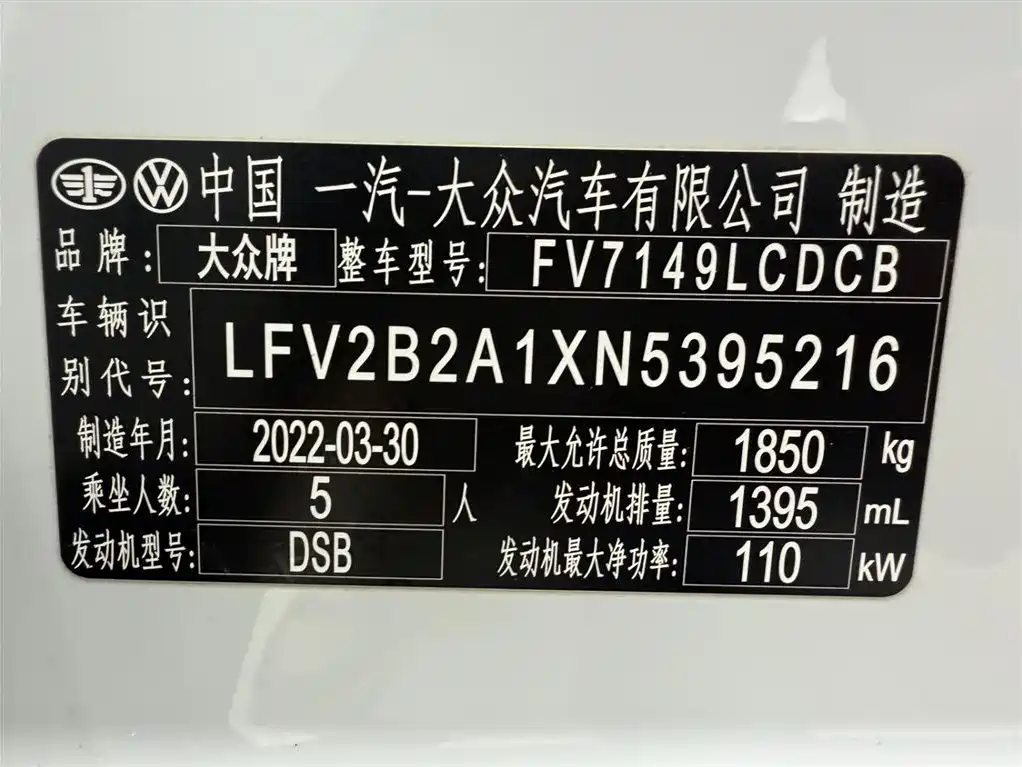 中国 一汽-大众汽车有限公司 制造
品牌: 大众牌 整车型号: FV7149LCDCB
车辆识别代号: LFV2B2A1XN5395216
制造年月: 2022-03-30 最大允许总质量: 1850 kg
乘坐人数: 5 人 发动机排量: 1395 mL
发动机型号: DSB 发动机最大净功率: 110 kW